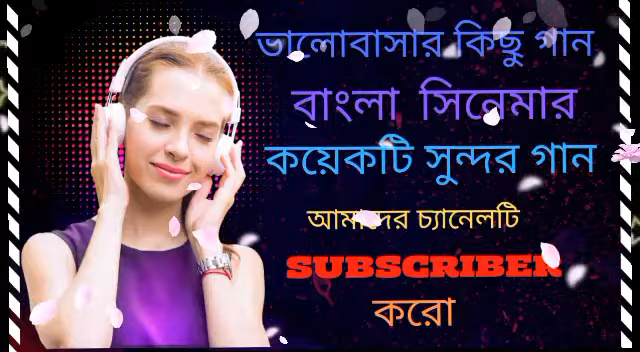 ভালোবাসার কিছু গান
বাংলা সিনেমার
কয়েকটি সুন্দর গান
আমাদের চ্যানেলটি
SUBSCRIBER
করো